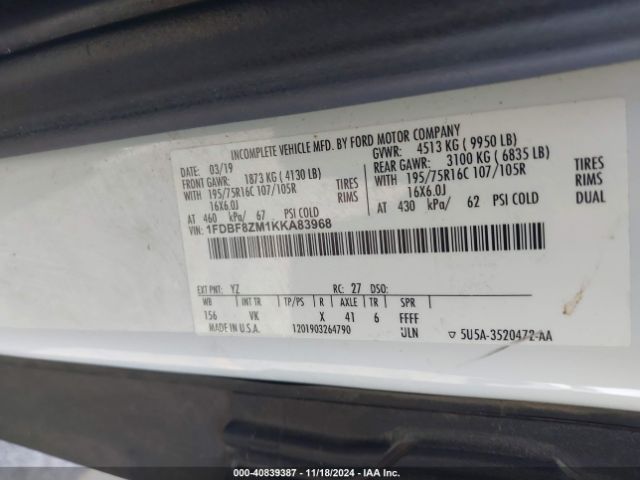 INCOMPLETE VEHICLE MFD. BY FORD MOTOR COMPANY
03/19 GVWR: 4513 KG ( 9950 LB)
FRONT GAWR: 1873 KG ( 4130 LB) REAR GAWR: 3100 KG ( 6835 LB)
WITH 195/75R16C 107/105R TIRES WITH 195/75R16C 107/105R TIRES
16X6.0J RIMS 16X6.0J RIMS
AT 460 kPa/ 67 PSI COLD AT 430 kPa/ 62 PSI COLD DUAL
VIN: 1FDBF8ZM1KKA83968
EXT PNT: YZ RC: 27 DSO:
WB INT TR TP/PS R AXLE TR SPR
156 VK X 41 6 FFFF
MADE IN U.S.A. 1201903264790 ULN ▽ 5U5A-3520472-AA
000-40839387 - 11/18/2024 - IAA Inc.